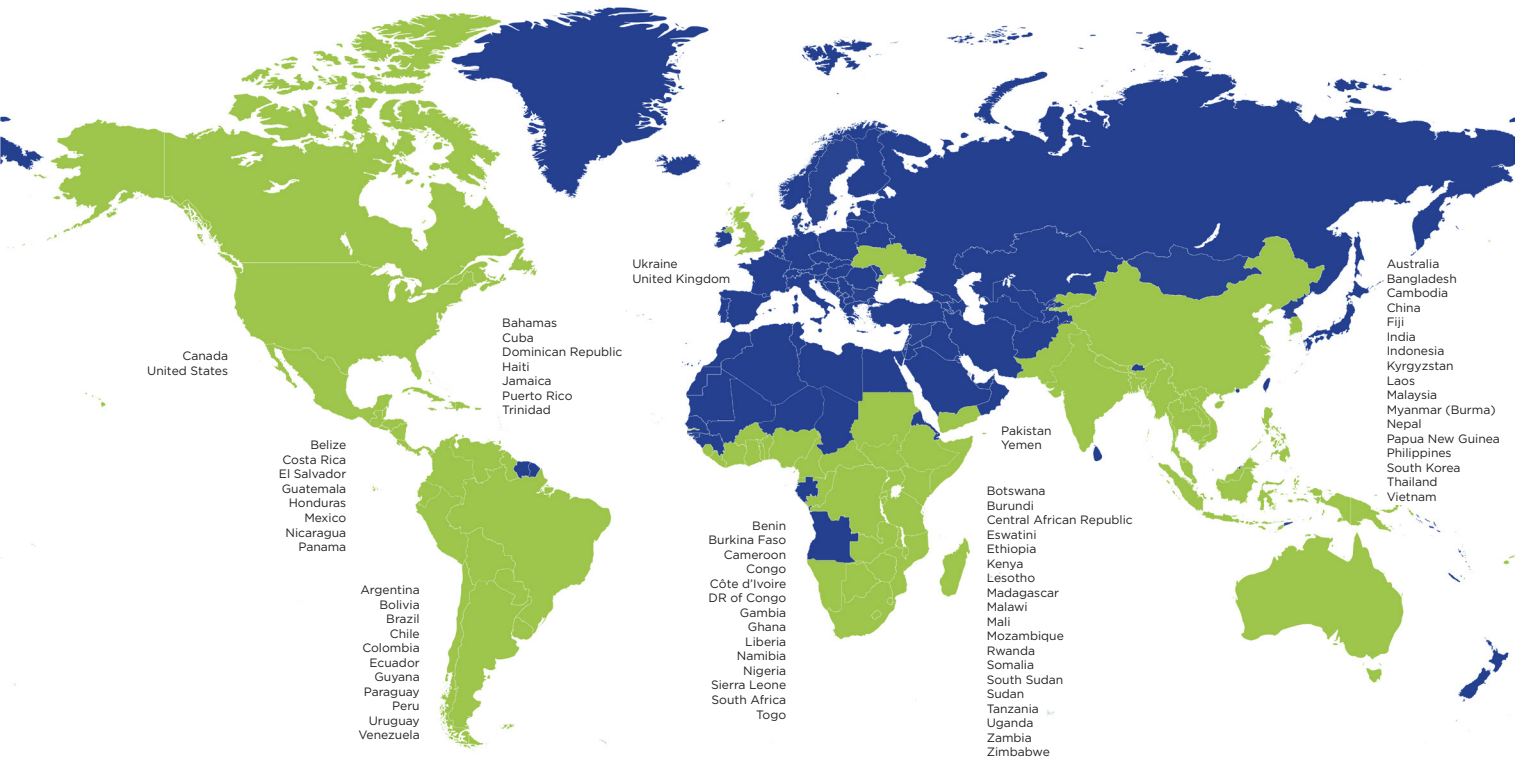 Canada
United States
Bahamas
Cuba
Dominican Republic
Haiti
Jamaica
Puerto Rico
Trinidad
Belize
Costa Rica
El Salvador
Guatemala
Honduras
Mexico
Nicaragua
Panama
Argentina
Bolivia
Brazil
Chile
Colombia
Ecuador
Guyana
Paraguay
Peru
Uruguay
Venezuela
Ukraine
United Kingdom
Benin
Burkina Faso
Cameroon
Congo
Côte d'Ivoire
DR of Congo
Gambia
Ghana
Liberia
Namibia
Nigeria
Sierra Leone
South Africa
Togo
Pakistan
Yemen
Botswana
Burundi
Central African Republic
Eswatini
Ethiopia
Kenya
Lesotho
Madagascar
Malawi
Mali
Mozambique
Rwanda
Somalia
South Sudan
Sudan
Tanzania
Uganda
Zambia
Zimbabwe
Australia
Bangladesh
Cambodia
China
Fiji
India
Indonesia
Kyrgyzstan
Laos
Malaysia
Myanmar (Burma)
Nepal
Papua New Guinea
Philippines
South Korea
Thailand
Vietnam